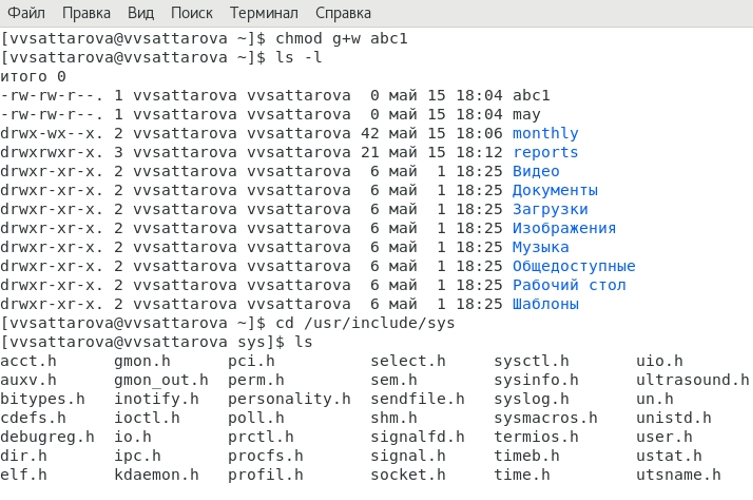 Файл Правка Вид Поиск Терминал Справка
[vvsattarova@vvsattarova ~]$ chmod g+w abc1
[vvsattarova@vvsattarova ~]$ ls -l
итого 0
-rw-rw-r--. 1 vvsattarova vvsattarova  0 май 15 18:04 abc1
-rw-rw-r--. 1 vvsattarova vvsattarova  0 май 15 18:04 may
drwx-wx--x. 2 vvsattarova vvsattarova 42 май 15 18:06 monthly
drwxrwxr-x. 3 vvsattarova vvsattarova 21 май 15 18:12 reports
drwxr-xr-x. 2 vvsattarova vvsattarova  6 май  1 18:25 Видео
drwxr-xr-x. 2 vvsattarova vvsattarova  6 май  1 18:25 Документы
drwxr-xr-x. 2 vvsattarova vvsattarova  6 май  1 18:25 Загрузки
drwxr-xr-x. 2 vvsattarova vvsattarova  6 май  1 18:25 Изображения
drwxr-xr-x. 2 vvsattarova vvsattarova  6 май  1 18:25 Музыка
drwxr-xr-x. 2 vvsattarova vvsattarova  6 май  1 18:25 Общедоступные
drwxr-xr-x. 2 vvsattarova vvsattarova  6 май  1 18:25 Рабочий стол
drwxr-xr-x. 2 vvsattarova vvsattarova  6 май  1 18:25 Шаблоны
[vvsattarova@vvsattarova ~]$ cd /usr/include/sys
[vvsattarova@vvsattarova sys]$ ls
acct.h      gmon.h      pci.h          select.h     sysctl.h       uio.h
auxv.h      gmon_out.h  perm.h         sem.h        sysinfo.h      ultrasound.h
bitypes.h   inotify.h   personality.h  sendfile.h   syslog.h       un.h
cdefs.h     ioctl.h     poll.h         shm.h        sysmacros.h    unistd.h
debugreg.h  io.h        prctl.h        signalfd.h   termios.h      user.h
dir.h       ipc.h       procfs.h       signal.h     timeb.h        ustat.h
elf.h       kdaemon.h   profil.h       socket.h     time.h         utsname.h